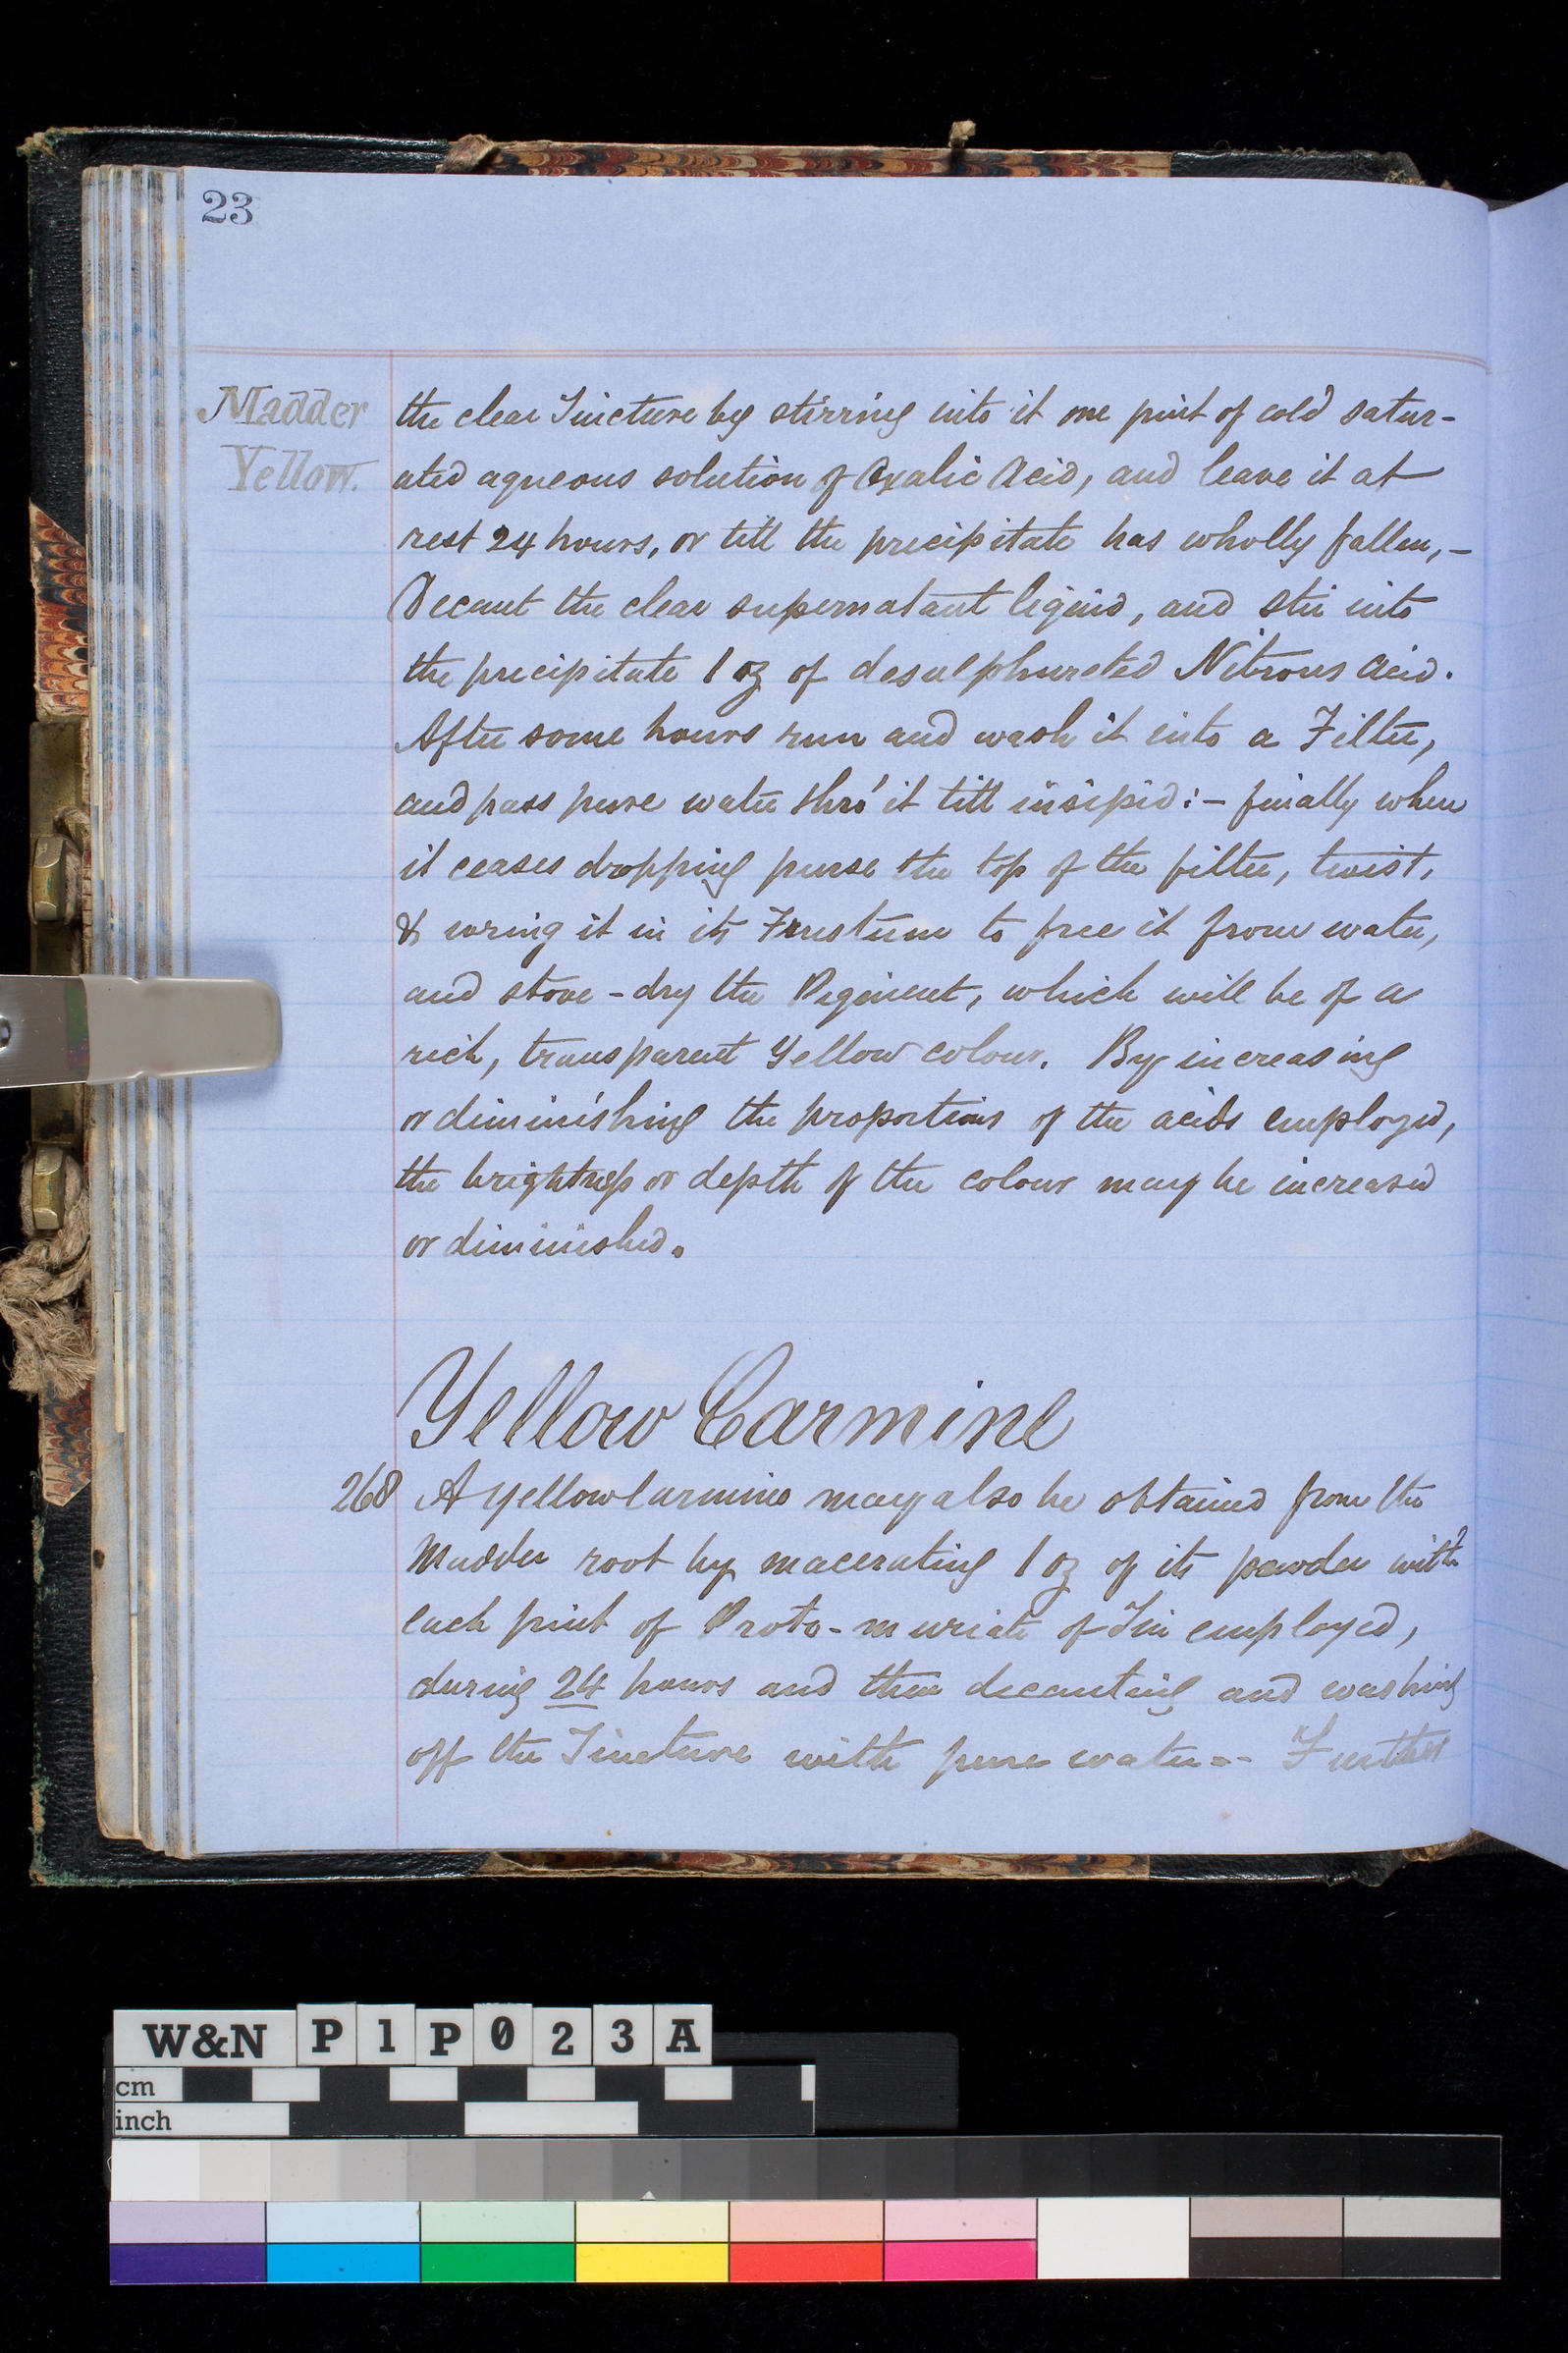 23
Madder
Yellow.
the clear Tincture by stirring into it one pint of cold satur-
ated aqueous solution of Oxalic Acid, and leave it at
rest 24 hours, or till the precipitate has wholly fallen, -
Decant the clear supernatant liquid, and stir into
the precipitate 1 oz of desulphureted Nitrous Acid.
After some hours run and wash it into a Filter,
and pass pure water thro' it till insipid: - finally when
it ceases dropping purse the top of the filter, twist,
& wring it in its Frustum to free it from water,
and stove - dry the Pigment, which will be of a
rich, transparent Yellow colour. By increasing
or diminishing the proportions of the acids employed,
the brightness or depth of the colour may be increased
or diminished.
Yellow Carmine
268 A yellow Carmine may also be obtained from the
Madder root by macerating 1 oz of its powder with
each pint of Proto-muriate of Tin employed,
during 24 hours and then decanting and washing
off the Tincture with pure water -- Further
W&N P1P023A
cm
inch